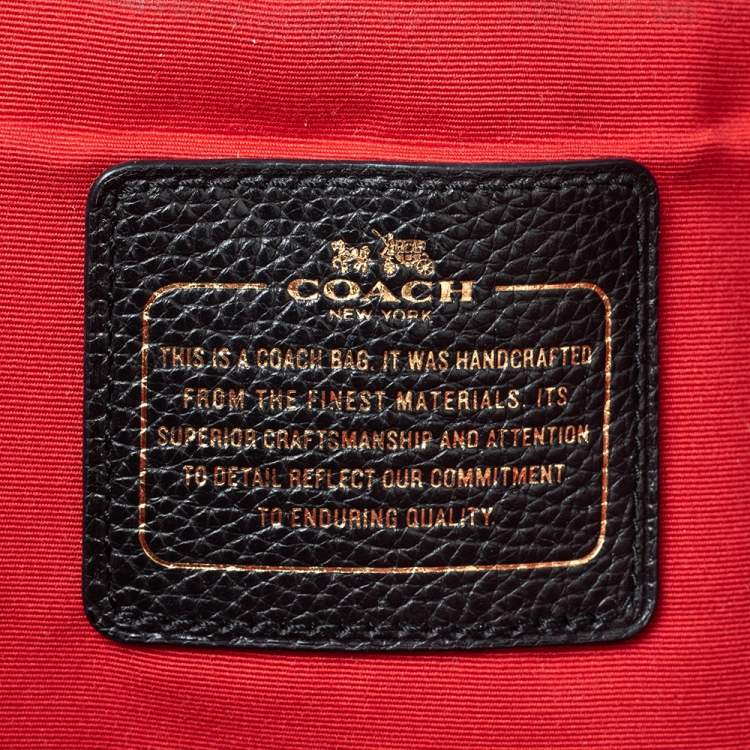 COACH
NEW YORK
THIS IS A COACH BAG. IT WAS HANDCRAFTED
FROM THE FINEST MATERIALS. ITS
SUPERIOR CRAFTSMANSHIP AND ATTENTION
TO DETAIL REFLECT OUR COMMITMENT
TO ENDURING QUALITY.